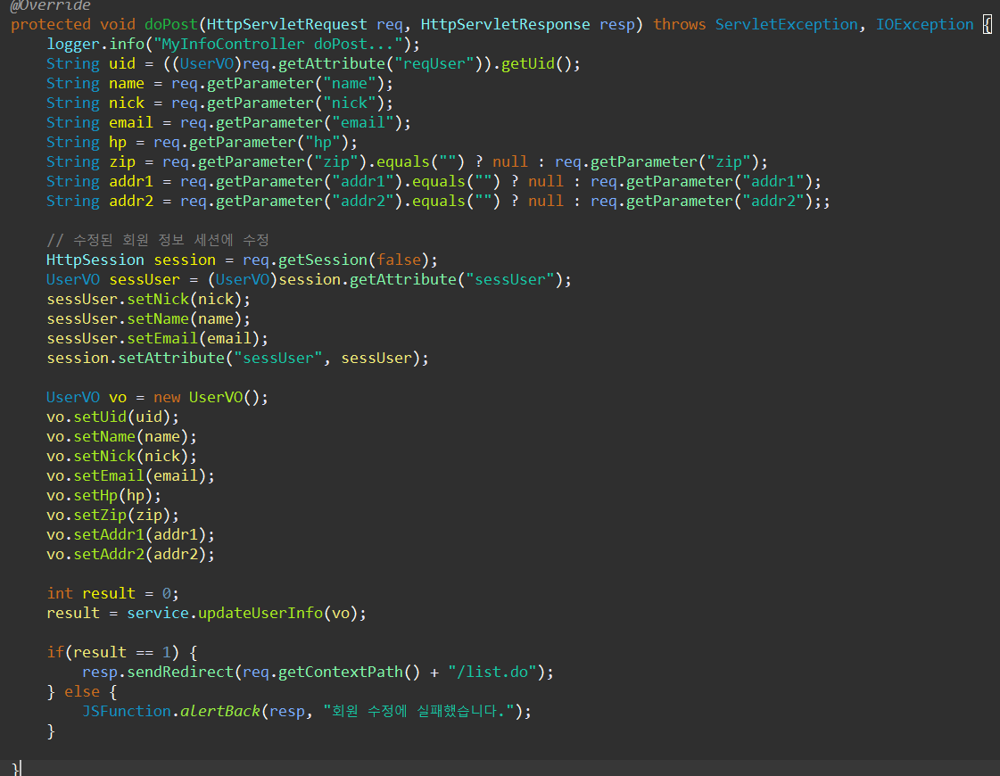 @Override
protected void doPost(HttpServletRequest req, HttpServletResponse resp) throws ServletException, IOException {
logger.info("MyInfoController doPost...");
String uid = ((UserVO)req.getAttribute("reqUser")).getUid();
String name = req.getParameter("name");
String nick = req.getParameter("nick");
String email = req.getParameter("email");
String hp = req.getParameter("hp");
String zip = req.getParameter("zip").equals("") ? null : req.getParameter("zip");
String addr1 = req.getParameter("addr1").equals("") ? null : req.getParameter("addr1");
String addr2 = req.getParameter("addr2").equals("") ? null : req.getParameter("addr2");;
// 수정된 회원 정보 세션에 수정
HttpSession session = req.getSession(false);
UserVO sessUser = (UserVO)session.getAttribute("sessUser");
sessUser.setNick(nick);
sessUser.setName(name);
sessUser.setEmail(email);
session.setAttribute("sessUser", sessUser);
UserVO vo = new UserVO();
vo.setUid(uid);
vo.setName(name);
vo.setNick(nick);
vo.setEmail(email);
vo.setHp(hp);
vo.setZip(zip);
vo.setAddr1(addr1);
vo.setAddr2(addr2);
int result = 0;
result = service.updateUserInfo(vo);
if(result == 1) {
resp.sendRedirect(req.getContextPath() + "/list.do");
} else {
JSFunction.alertBack(resp, "회원 수정에 실패했습니다.");
}
}